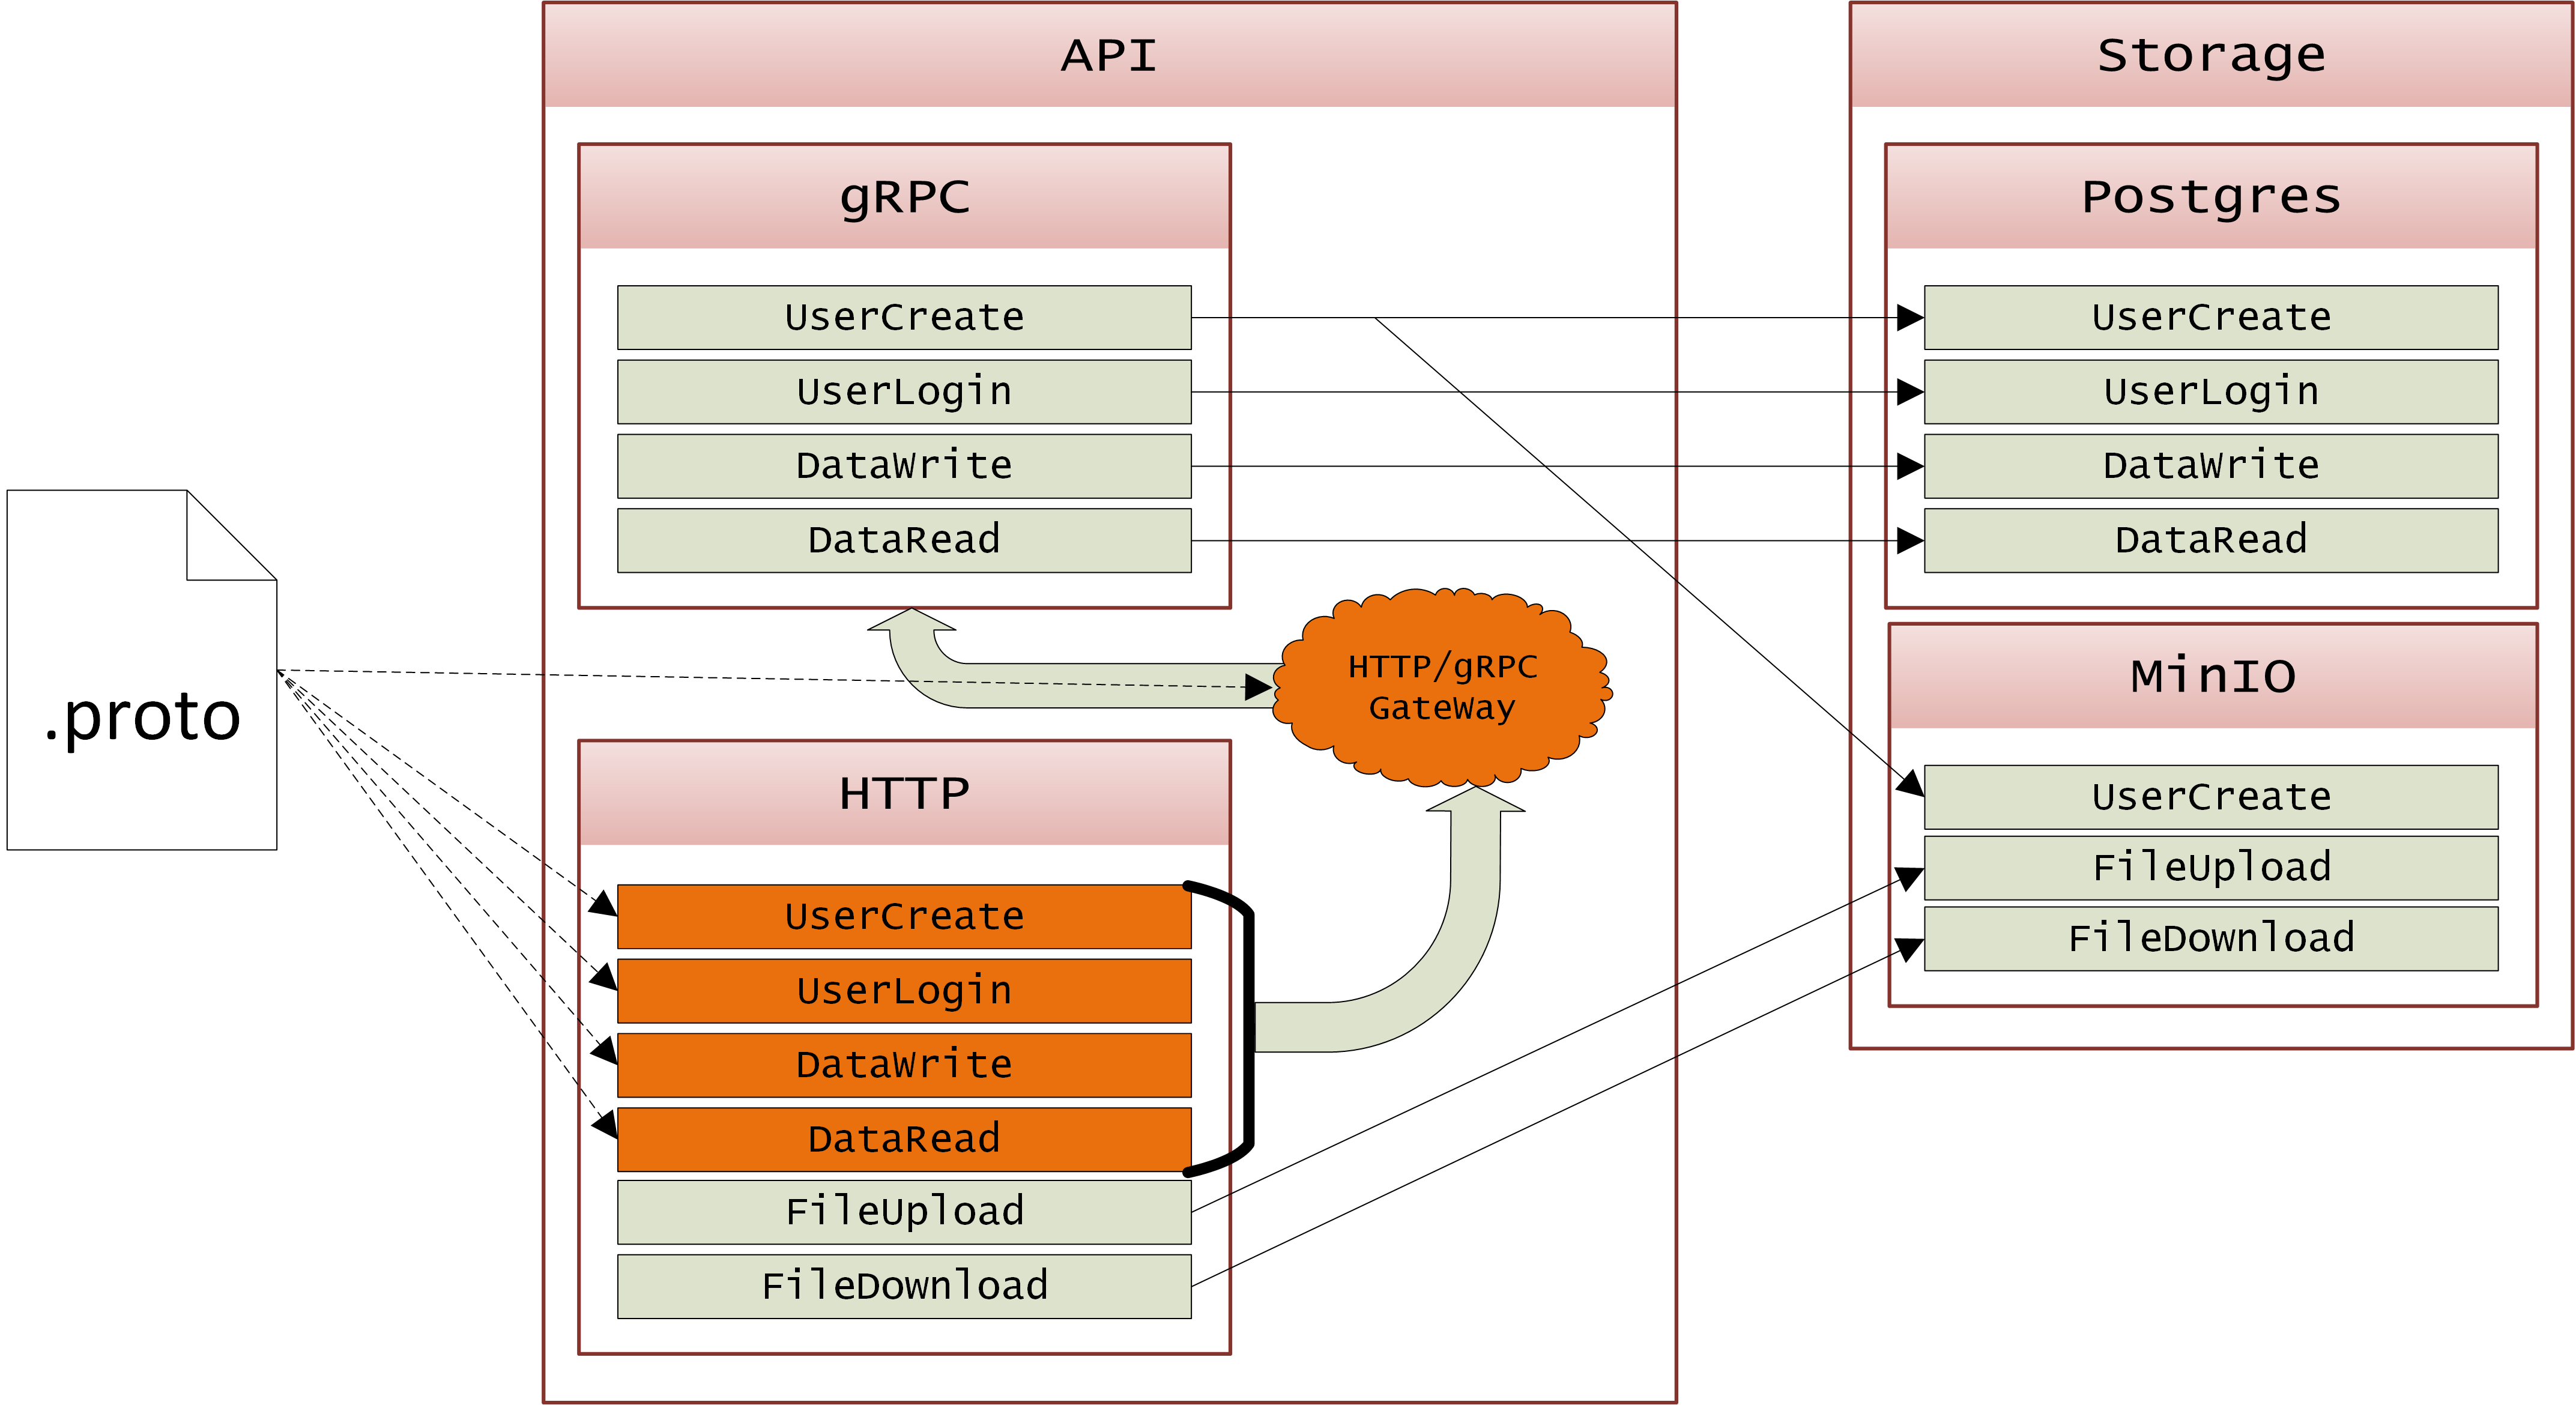 API
Storage
gRPC
UserCreate
UserLogin
DataWrite
DataRead
Postgres
UserCreate
UserLogin
DataWrite
DataRead
.proto
HTTP/gRPC
GateWay
HTTP
UserCreate
UserLogin
DataWrite
DataRead
FileUpload
FileDownload
MinIO
UserCreate
FileUpload
FileDownload